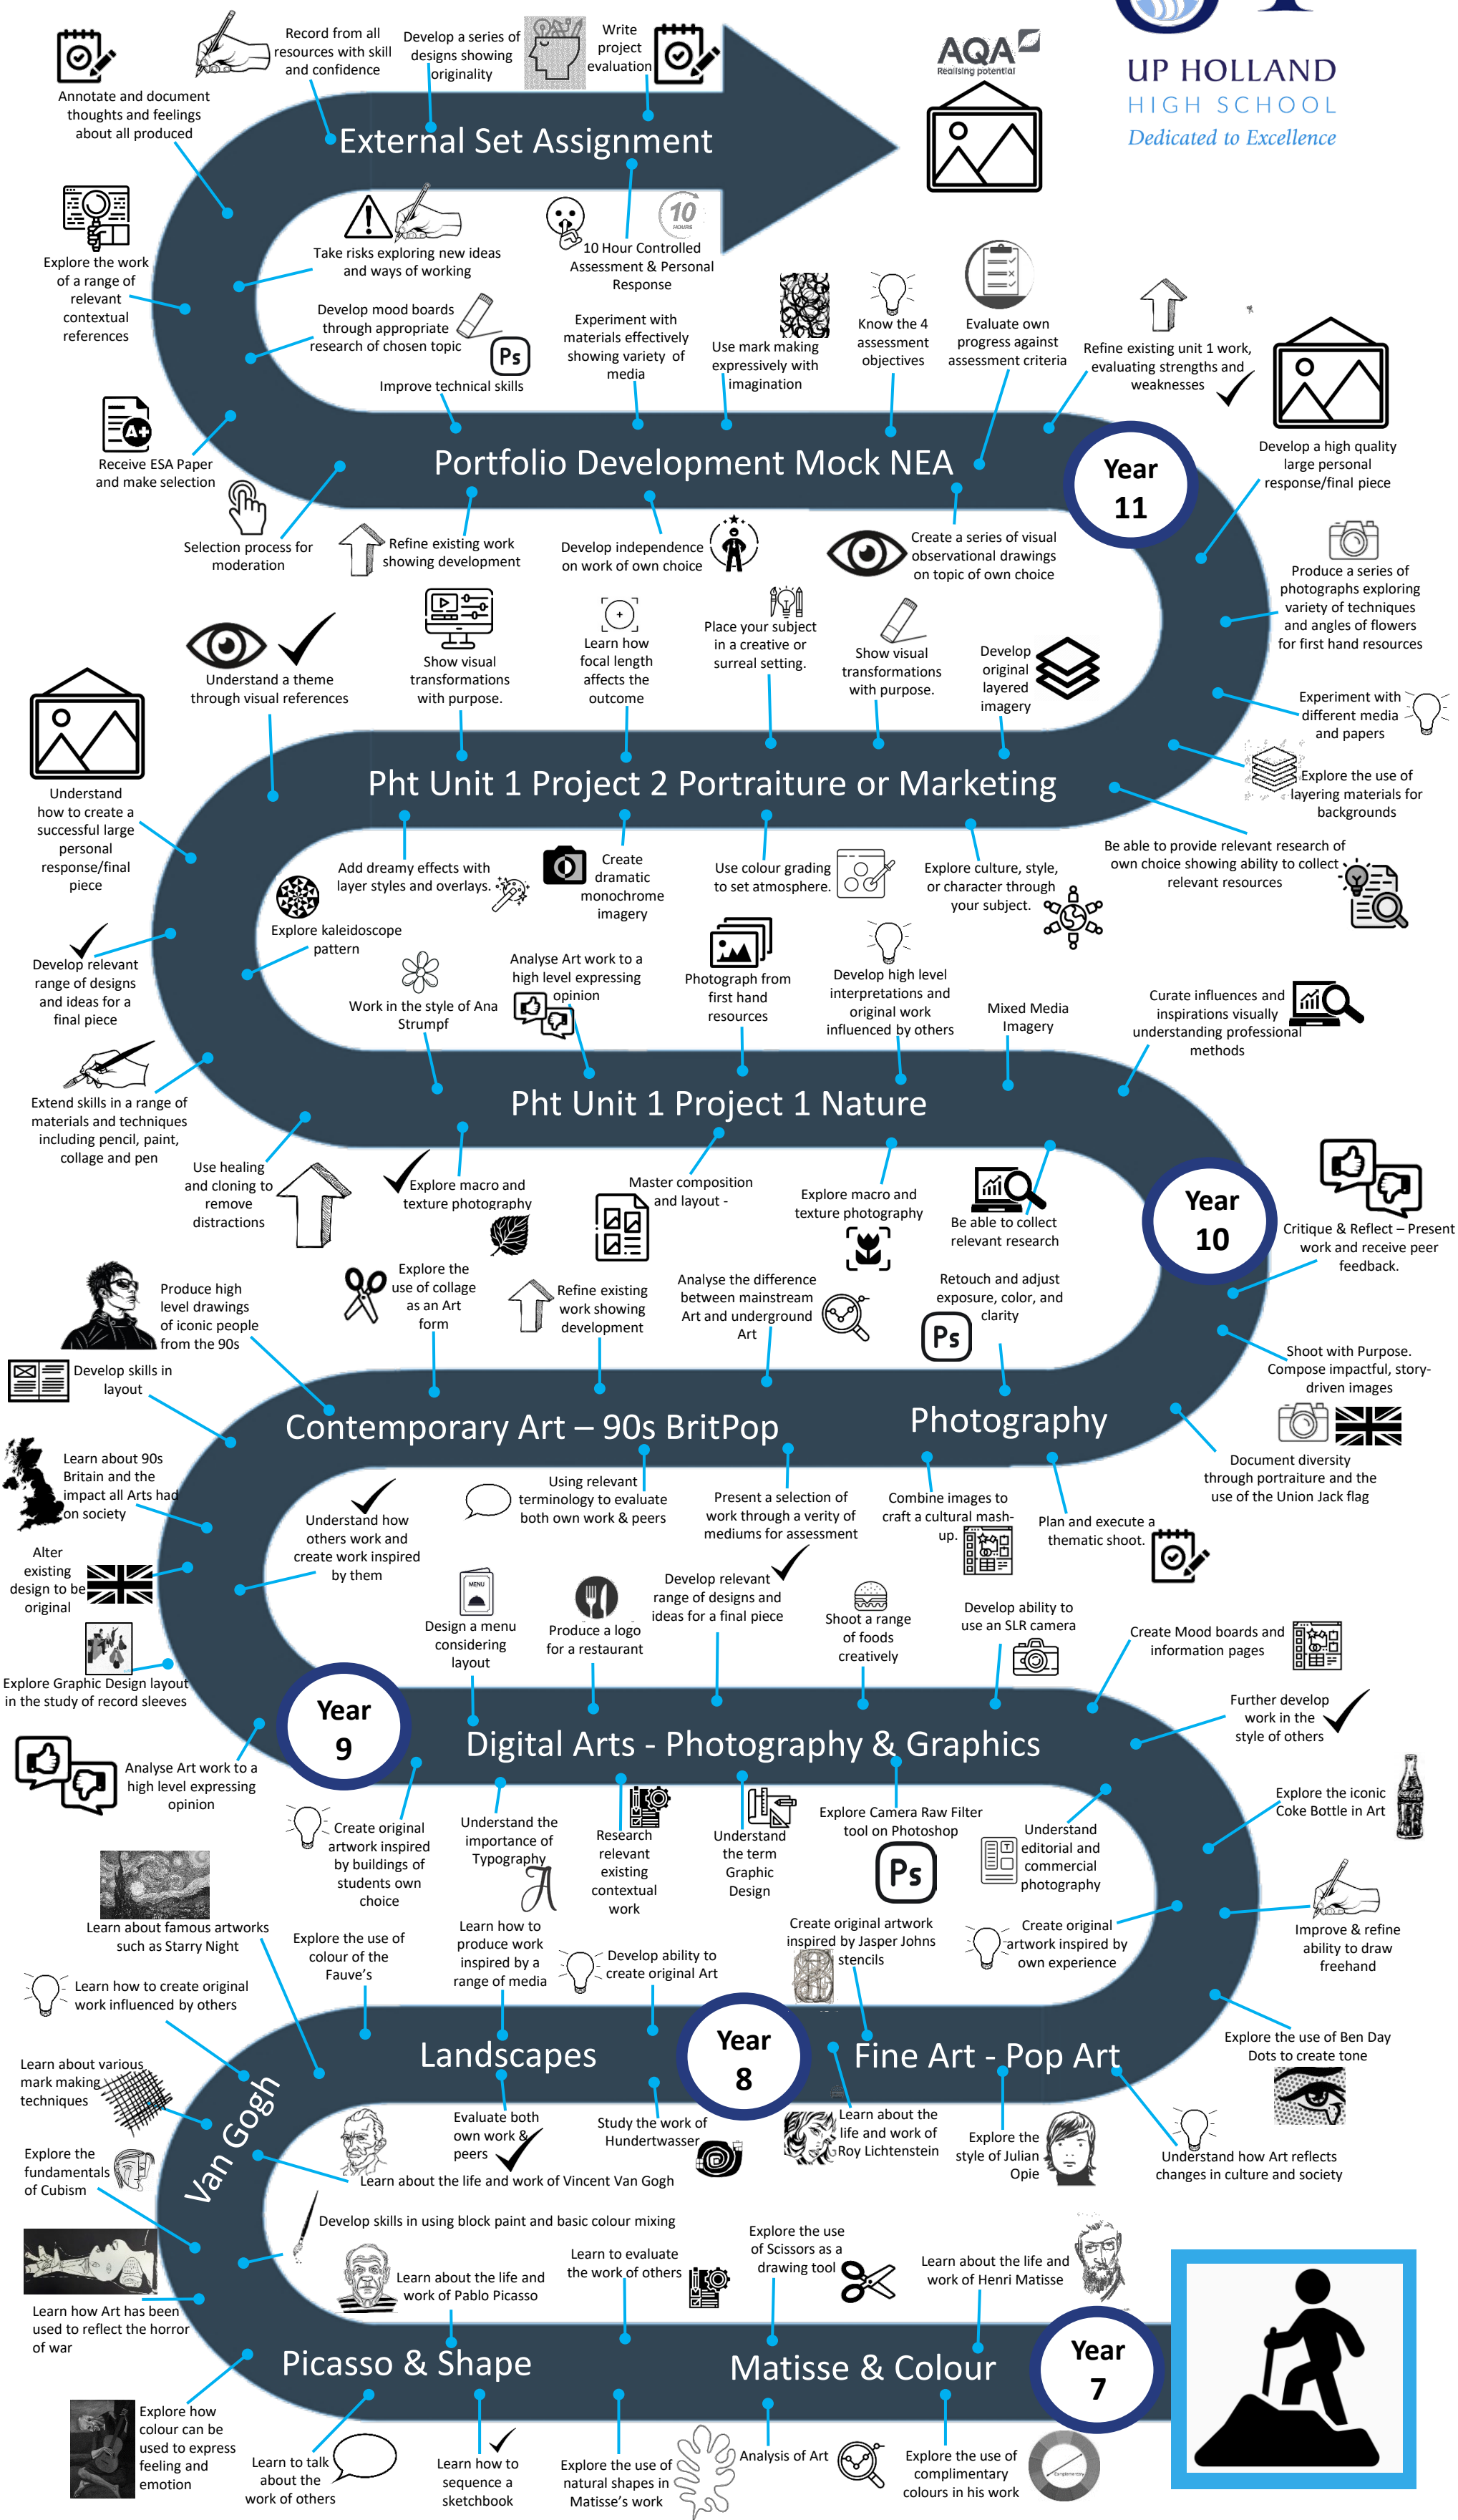 UP HOLLAND
HIGH SCHOOL
Dedicated to Excellence
AQA
Realising potential
Annotate and document
thoughts and feelings
about all produced
Record from all
resources with skill
and confidence
Develop a series of
designs showing
originality
Write
project
evaluation
External Set Assignment
Explore the work
of a range of
relevant
contextual
references
Take risks exploring new ideas
and ways of working
10
HOURS
10 Hour Controlled
Assessment & Personal
Response
Develop mood boards
through appropriate
research of chosen topic
Ps
Improve technical skills
Experiment with
materials effectively
showing variety of
media
Use mark making
expressively with
imagination
Know the 4
assessment
objectives
Evaluate own
progress against
assessment criteria
Refine existing unit 1 work,
evaluating strengths and
weaknesses
A+
Receive ESA Paper
and make selection
Portfolio Development Mock NEA
Year
11
Develop a high quality
large personal
response/final piece
Selection process for
moderation
Refine existing work
showing development
Develop independence
on work of own choice
Create a series of visual
observational drawings
on topic of own choice
Produce a series of
photographs exploring
variety of techniques
and angles of flowers
for first hand resources
Understand a theme
through visual references
Show visual
transformations
with purpose.
Learn how
focal length
affects the
outcome
Place your subject
in a creative or
surreal setting.
Show visual
transformations
with purpose.
Develop
original
layered
imagery
Experiment with
different media
and papers
Explore the use of
layering materials for
backgrounds
Pht Unit 1 Project 2 Portraiture or Marketing
Understand
how to create a
successful large
personal
response/final
piece
Be able to provide relevant research of
own choice showing ability to collect
relevant resources
Add dreamy effects with
layer styles and overlays.
Create
dramatic
monochrome
imagery
Use colour grading
to set atmosphere.
Explore culture, style,
or character through
your subject.
Explore kaleidoscope
pattern
Develop relevant
range of designs
and ideas for a
final piece
Work in the style of Ana
Strumpf
Analyse Art work to a
high level expressing
opinion
Photograph from
first hand
resources
Develop high level
interpretations and
original work
influenced by others
Mixed Media
Imagery
Curate influences and
inspirations visually
understanding professional
methods
Pht Unit 1 Project 1 Nature
Extend skills in a range of
materials and techniques
including pencil, paint,
collage and pen
Use healing
and cloning to
remove
distractions
Explore macro and
texture photography
Master composition
and layout -
Explore macro and
texture photography
Be able to collect
relevant research
Year
10
Critique & Reflect – Present
work and receive peer
feedback.
Produce high
level drawings
of iconic people
from the 90s
Explore the
use of collage
as an Art
form
Refine existing
work showing
development
Analyse the difference
between mainstream
Art and underground
Art
Retouch and adjust
exposure, color, and
clarity
Ps
Shoot with Purpose.
Compose impactful, story-
driven images
Develop skills in
layout
Contemporary Art – 90s BritPop
Photography
Learn about 90s
Britain and the
impact all Arts had
on society
Document diversity
through portraiture and the
use of the Union Jack flag
Understand how
others work and
create work inspired
by them
Using relevant
terminology to evaluate
both own work & peers
Present a selection of
work through a verity of
mediums for assessment
Combine images to
craft a cultural mash-
up.
Plan and execute a
thematic shoot.
Alter
existing
design to be
original
MENU
Design a menu
considering
layout
Produce a logo
for a restaurant
Develop relevant
range of designs and
ideas for a final piece
Shoot a range
of foods
creatively
Develop ability to
use an SLR camera
Create Mood boards and
information pages
Explore Graphic Design layout
in the study of record sleeves
Year
9
Digital Arts - Photography & Graphics
Further develop
work in the
style of others
Analyse Art work to a
high level expressing
opinion
Explore the iconic
Coke Bottle in Art
Create original
artwork inspired
by buildings of
students own
choice
Understand the
importance of
Typography
A
Research
relevant
existing
contextual
work
Understand
the term
Graphic
Design
Explore Camera Raw Filter
tool on Photoshop
Ps
Understand
editorial and
commercial
photography
Learn about famous artworks
such as Starry Night
Explore the use of
colour of the
Fauve's
Learn how to
produce work
inspired by a
range of media
Develop ability to
create original Art
Create original artwork
inspired by Jasper Johns
stencils
Create original
artwork inspired by
own experience
Improve & refine
ability to draw
freehand
Learn how to create original
work influenced by others
Landscapes
Year
8
Fine Art - Pop Art
Explore the use of Ben Day
Dots to create tone
Learn about various
mark making
techniques
Van Gogh
Evaluate both
own work &
peers
Study the work of
Hundertwasser
Learn about the
life and work of
Roy Lichtenstein
Explore the
style of Julian
Opie
Understand how Art reflects
changes in culture and society
Explore the
fundamentals
of Cubism
Learn about the life and work of Vincent Van Gogh
Develop skills in using block paint and basic colour mixing
Learn about the life and
work of Pablo Picasso
Learn to evaluate
the work of others
Explore the use
of Scissors as a
drawing tool
Learn about the life and
work of Henri Matisse
Learn how Art has been
used to reflect the horror
of war
Picasso & Shape
Matisse & Colour
Year
7
Explore how
colour can be
used to express
feeling and
emotion
Learn to talk
about the
work of others
Learn how to
sequence a
sketchbook
Explore the use of
natural shapes in
Matisse's work
Analysis of Art
Explore the use of
complimentary
colours in his work